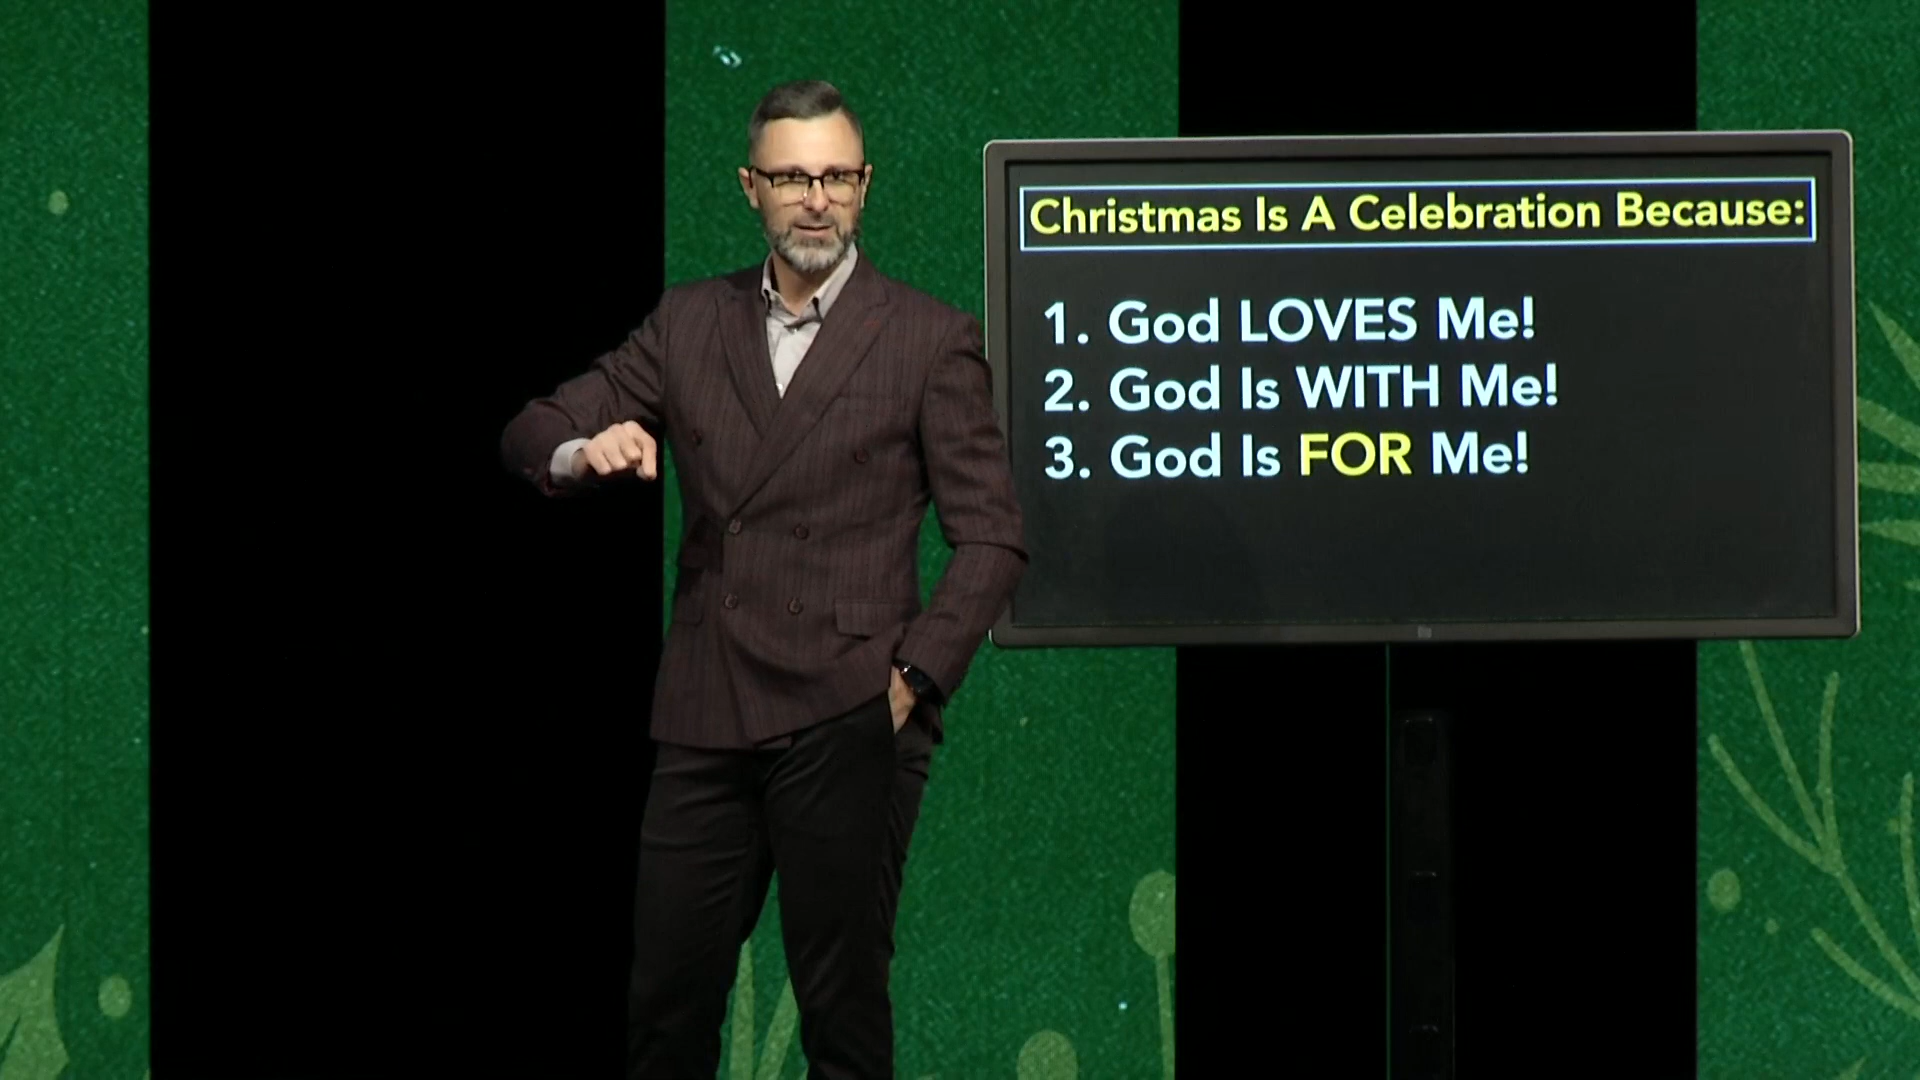 Christmas Is A Celebration Because:
1. God LOVES Me!
2. God Is WITH Me!
3. God Is FOR Me!